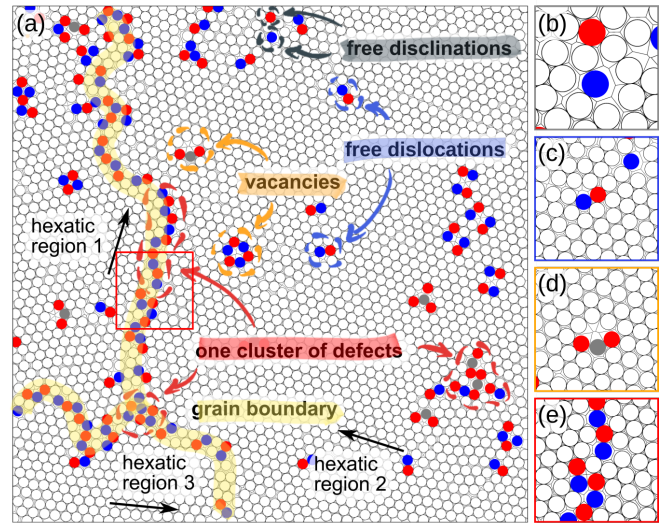 (a)
free disclinations
free dislocations
vacancies
hexatic
region 1
one cluster of defects
grain boundary
hexatic
region 3
hexatic
region 2
(b)
(c)
(d)
(e)